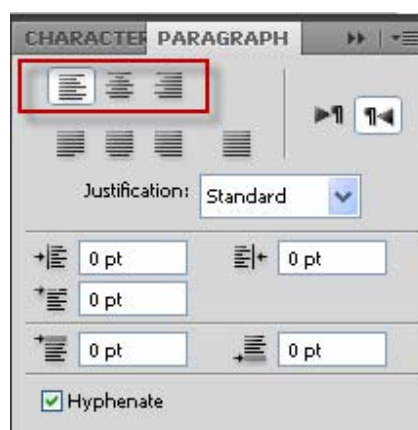 CHARACTER PARAGRAPH
Justification: Standard
0 pt 0 pt
0 pt
0 pt 0 pt
Hyphenate